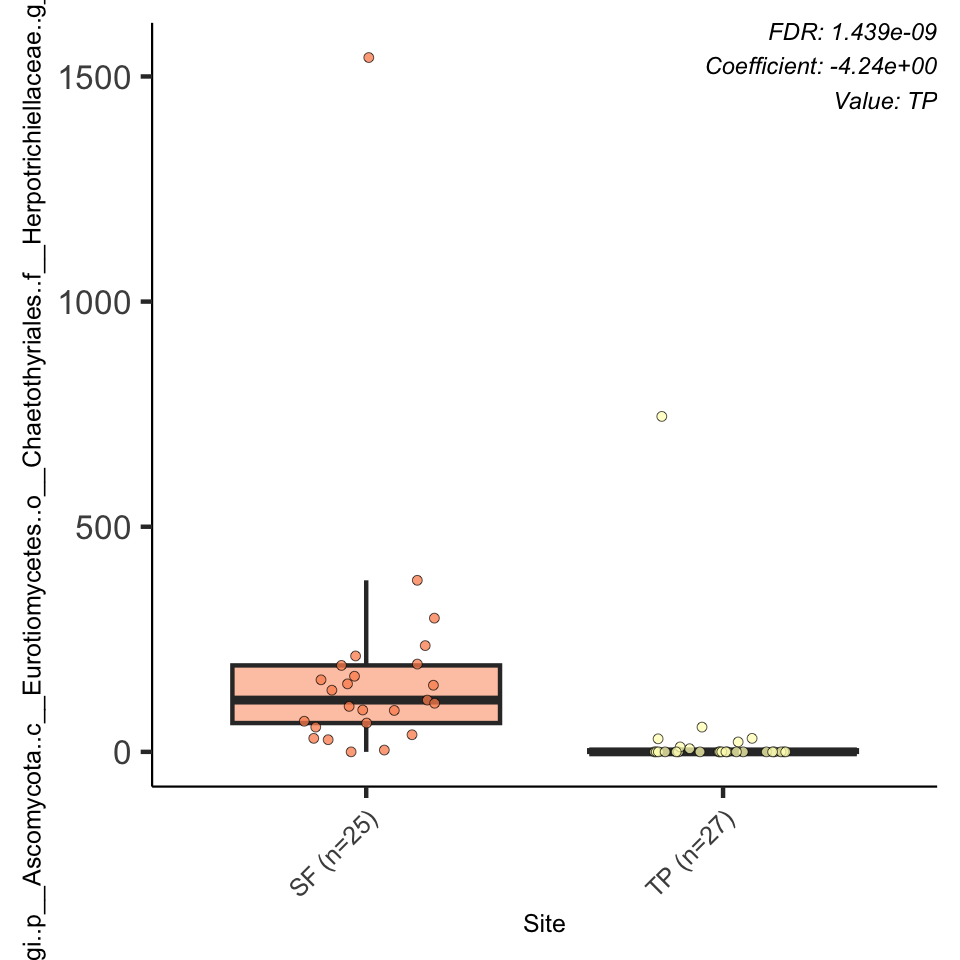 FDR: 1.439e-09
Coefficient: -4.24e+00
Value: TP
gi..p__Ascomycota..c__Eurotiomycetes..o__Chaetothyriales..f__Herpotrichiellaceae..g_
1500
1000
500
0
SF (n=25)
TP (n=27)
Site